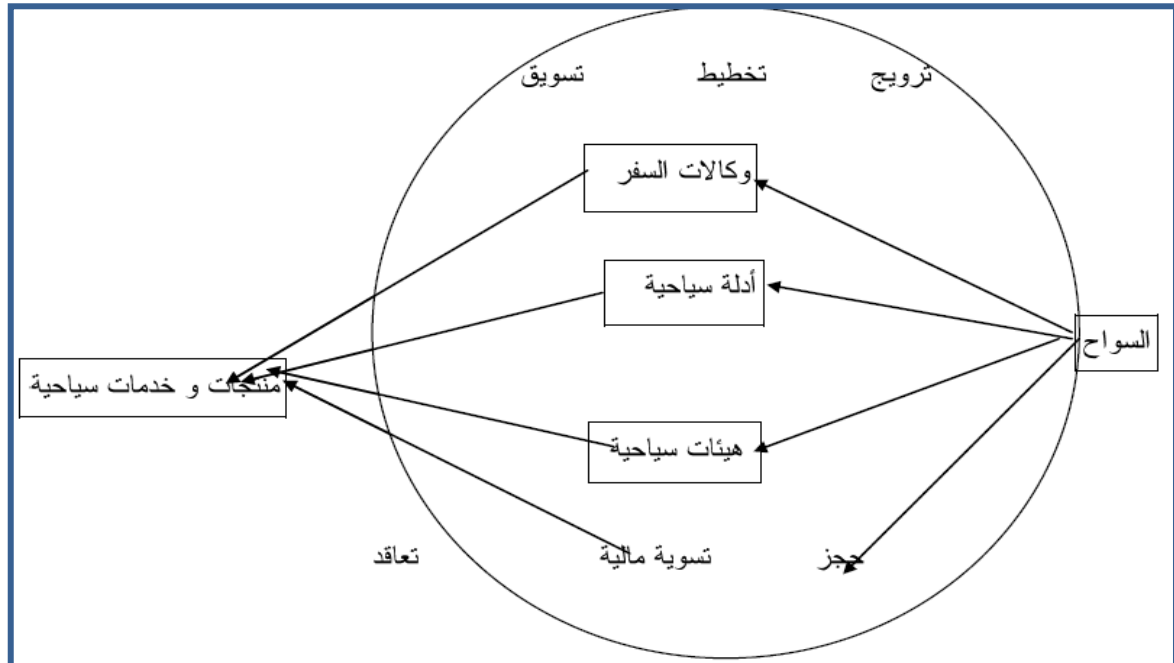 ترويج تخطيط تسويق
وكالات السفر
أدلة سياحية
السواح
منتجات و خدمات سياحية
هيئات سياحية
حجز تسوية مالية تعاقد